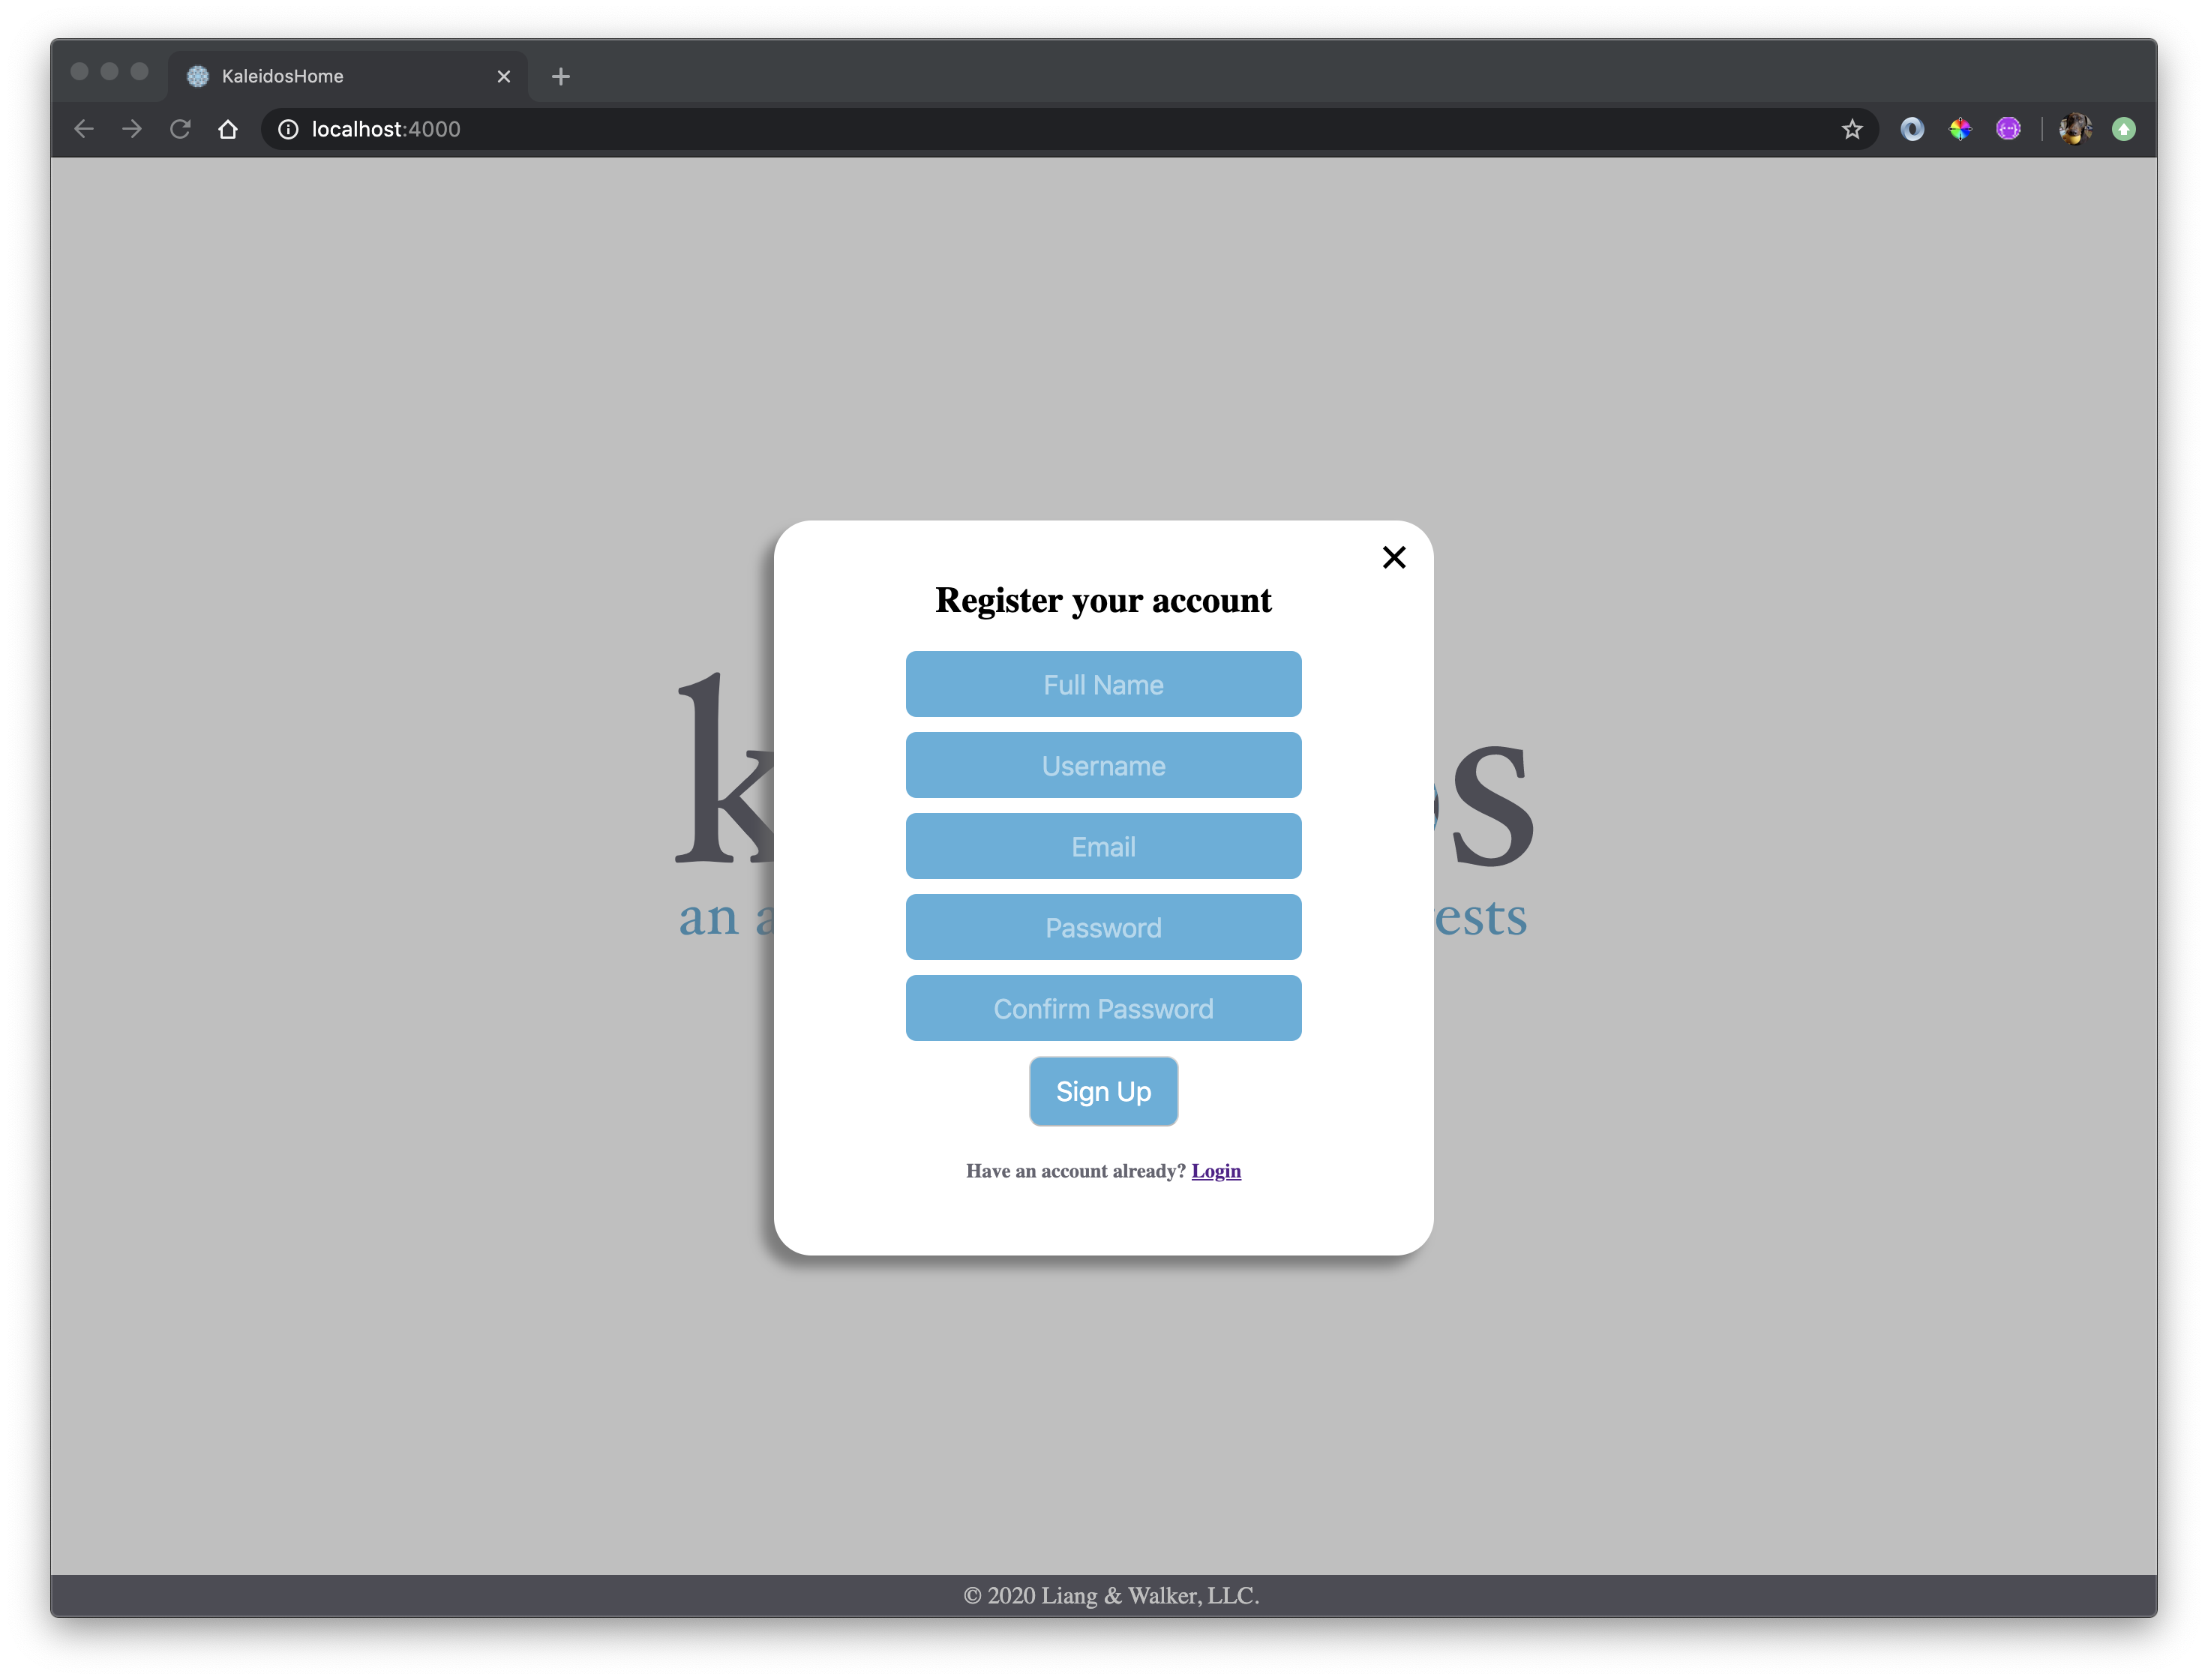 KaleidosHome
localhost:4000
Register your account
Full Name
Username
Email
Password
Confirm Password
Sign Up
Have an account already? Login
k os
an a ests
© 2020 Liang & Walker, LLC.